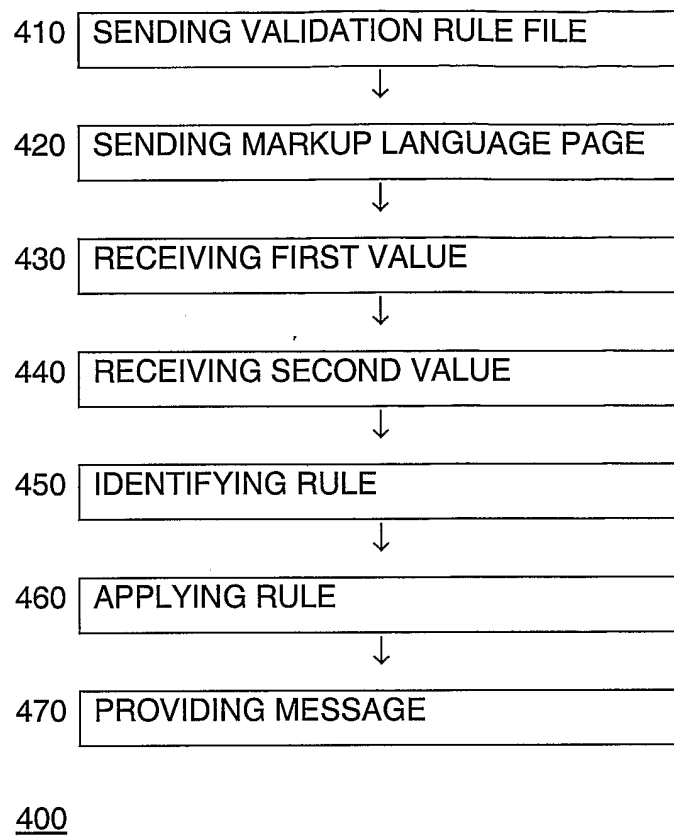 410 SENDING VALIDATION RULE FILE
420 SENDING MARKUP LANGUAGE PAGE
430 RECEIVING FIRST VALUE
440 RECEIVING SECOND VALUE
450 IDENTIFYING RULE
460 APPLYING RULE
470 PROVIDING MESSAGE
400